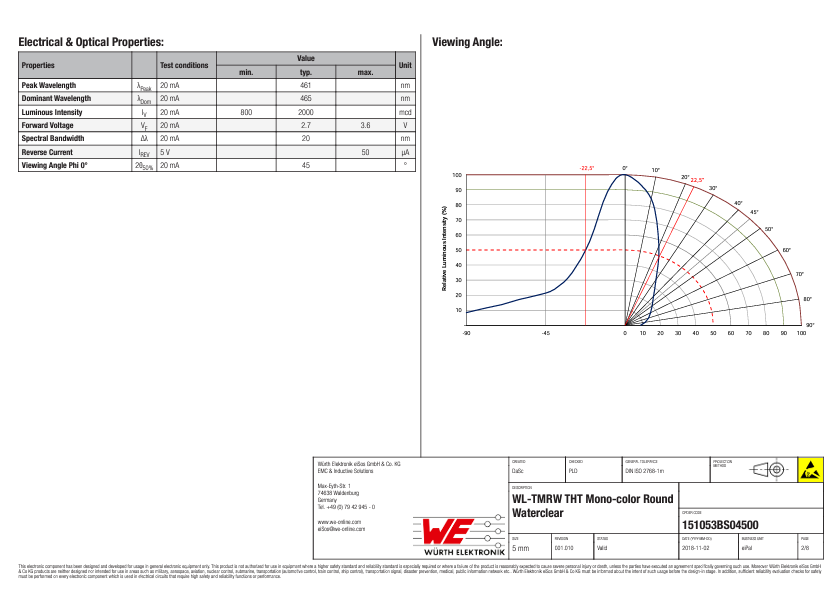 Electrical & Optical Properties:
Properties Test conditions Value Unit
min. typ. max.
Peak Wavelength λPeak 20 mA 461 nm
Dominant Wavelength λDom 20 mA 465 nm
Luminous Intensity IV 20 mA 800 2000 mcd
Forward Voltage VF 20 mA 2.7 3.6 V
Spectral Bandwidth Δλ 20 mA 20 nm
Reverse Current IREV 5 V 50 µA
Viewing Angle Phi 0° 2θ50% 20 mA 45 °
Viewing Angle:
-22,5° 0° 10° 20° 22,5° 30° 40° 45° 50° 60° 70° 80° 90°
Relative Luminous Intensity (%)
100
90
80
70
60
50
40
30
20
10
-90 -45 0 10 20 30 40 50 60 70 80 90 100
Würth Elektronik eiSos GmbH & Co. KG
EMC & Inductive Solutions
Max-Eyth-Str. 1
74638 Waldenburg
Germany
Tel. +49 (0) 79 42 945 - 0
www.we-online.com
eiSos@we-online.com
WE
WÜRTH ELEKTRONIK
CREATED CHECKED GENERAL TOLERANCE PROJECTION METHOD
CaSc PLO DIN ISO 2768-1m
DESCRIPTION
WL-TMRW THT Mono-color Round
Waterclear
ORDER CODE
151053BS04500
SIZE REVISION STATUS DATE (YYYY-MM-DD) BUSINESS UNIT PAGE
5 mm 001.010 Valid 2018-11-02 eiPal 2/8
This electronic component has been designed and developed for usage in general electronic equipment only. This product is not authorized for use in equipment where a higher safety standard and reliability standard is especially required or where a failure of the product is reasonably expected to cause severe personal injury or death, unless the parties have executed an agreement specifically governing such use. Moreover Würth Elektronik eiSos GmbH
& Co KG products are neither designed nor intended for use in areas such as military, aerospace, aviation, nuclear control, submarine, transportation (automotive control, train control, ship control), transportation signal, disaster prevention, medical, public information network etc.. Würth Elektronik eiSos GmbH & Co KG must be informed about the intent of such usage before the design-in stage. In addition, sufficient reliability evaluation checks for safety
must be performed on every electronic component which is used in electrical circuits that require high safety and reliability functions or performance.